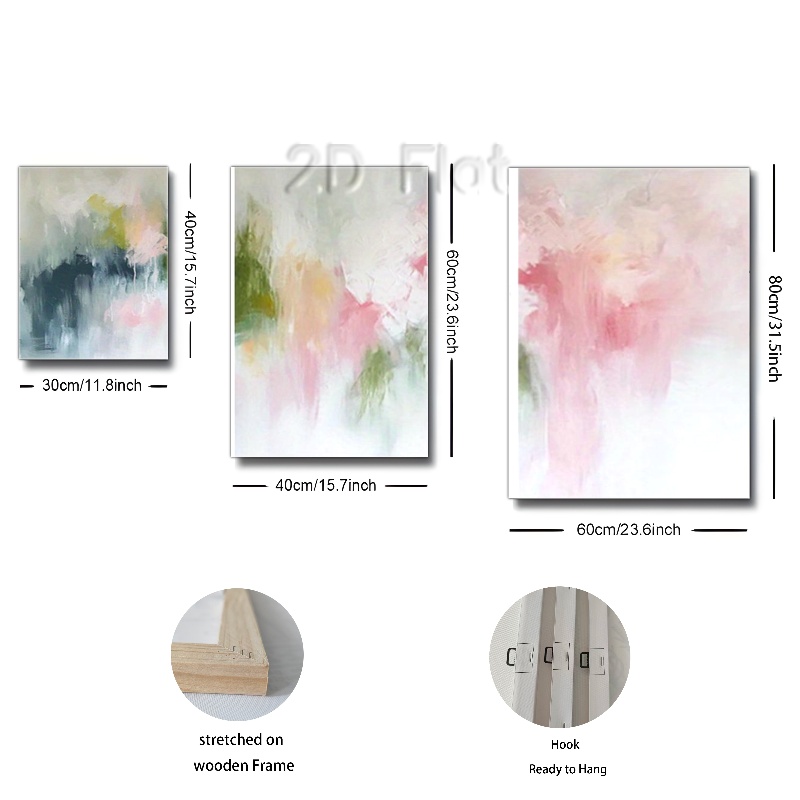 2D Flat
40cm/15.7inch
30cm/11.8inch
60cm/23.6inch
40cm/15.7inch
80cm/31.5inch
60cm/23.6inch
stretched on
wooden Frame
Hook
Ready to Hang